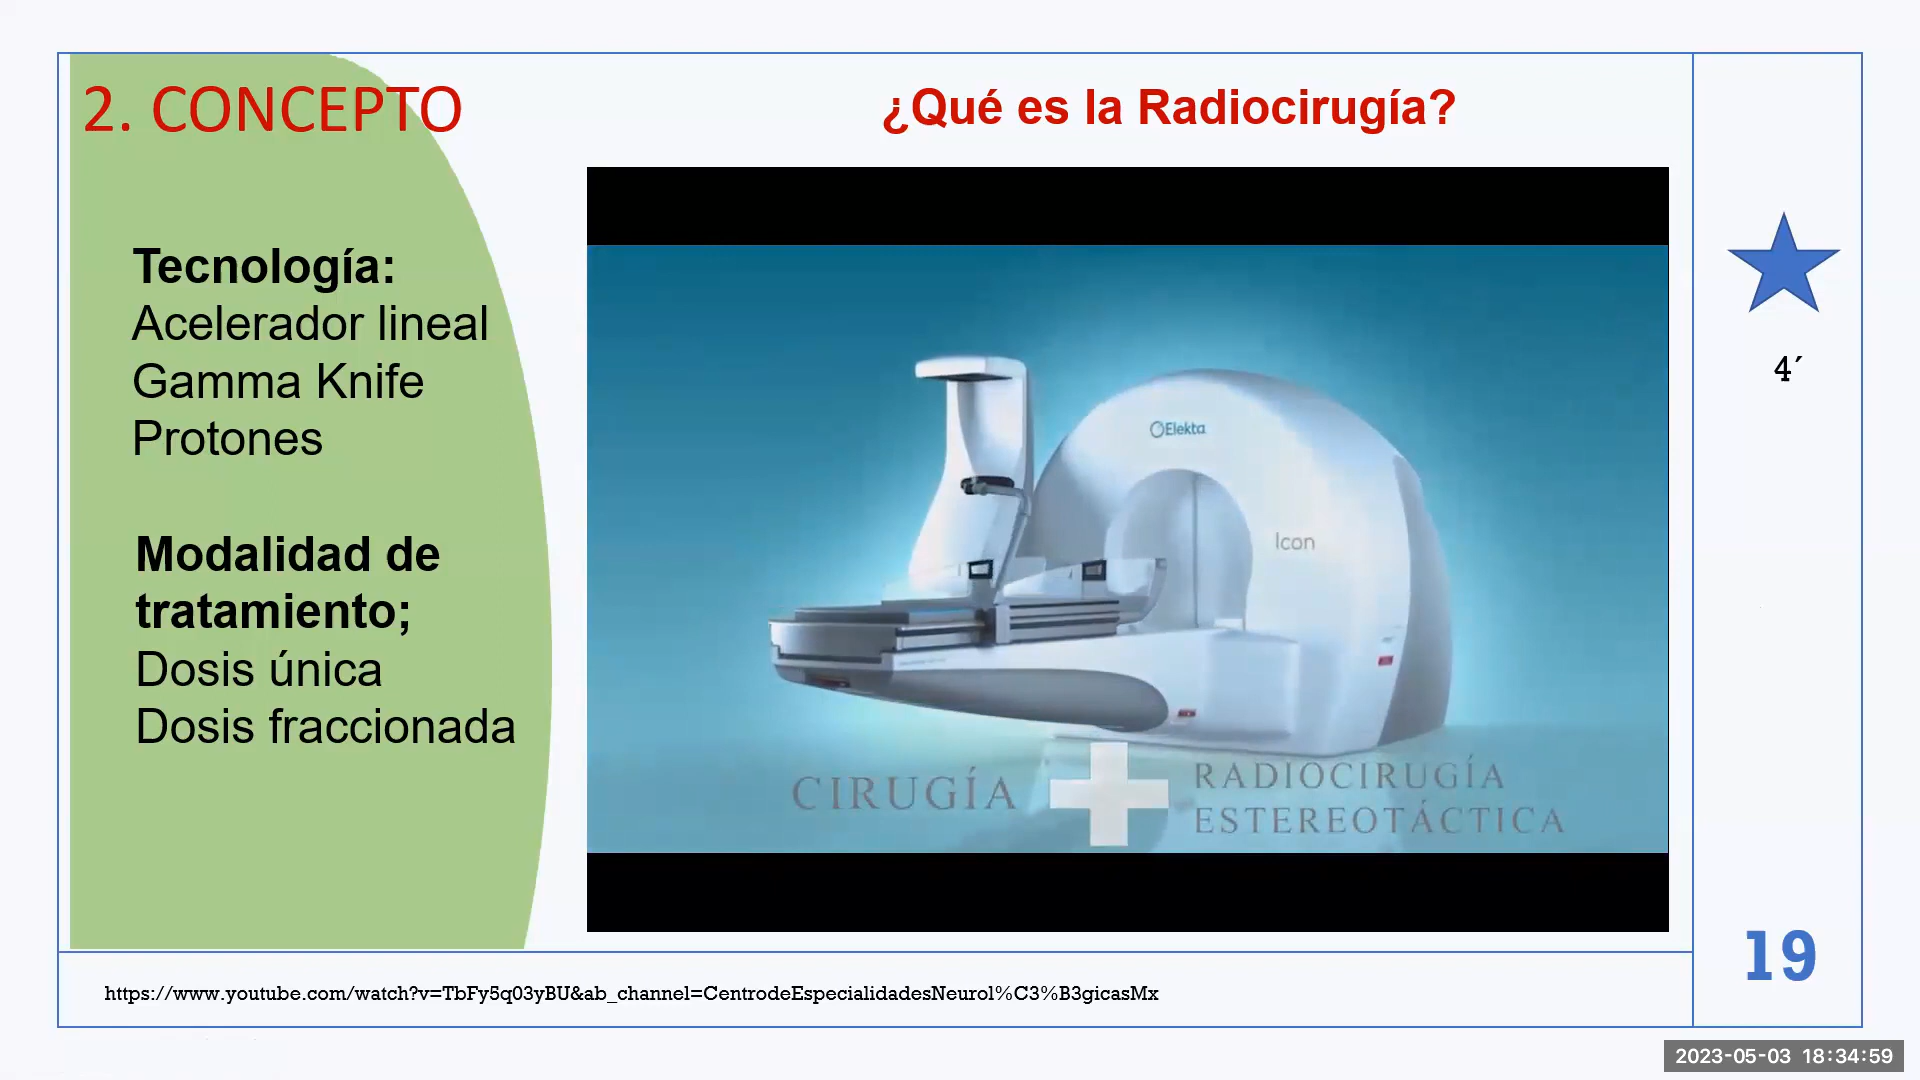 2. CONCEPTO
¿Qué es la Radiocirugía?
Tecnología:
Acelerador lineal
Gamma Knife
Protones
Modalidad de
tratamiento;
Dosis única
Dosis fraccionada
Elekta
Icon
CIRUGÍA
RADIOCIRUGÍA
ESTEREOTÁCTICA
4´
19
https://www.youtube.com/watch?v=TbFy5q03yBU&ab_channel=CentrodeEspecialidadesNeurol%C3%B3gicasMx
2023-05-03 18:34:59